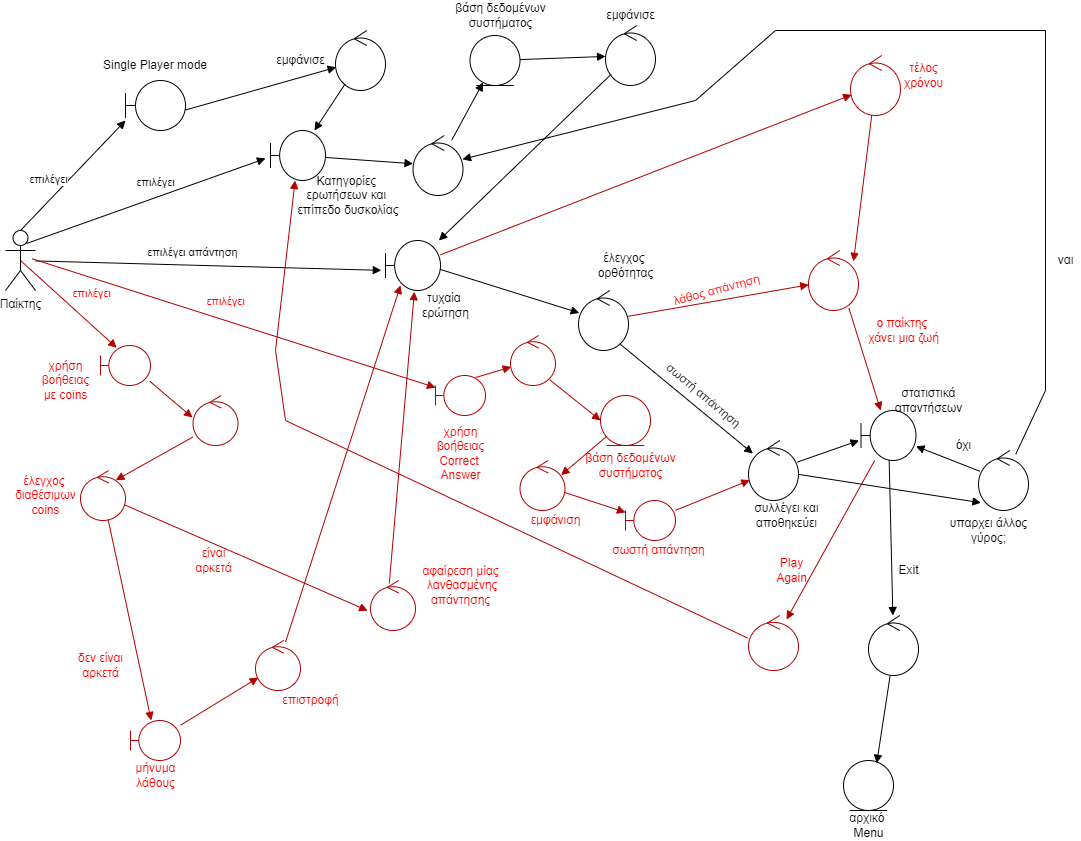 βάση δεδομένων
συστήματος
εμφάνισε
Single Player mode
εμφάνισε
τέλος
χρόνου
επιλέγει
επιλέγει
Κατηγορίες
ερωτήσεων και
επίπεδο δυσκολίας
επιλέγει απάντηση
έλεγχος
ορθότητας
ναι
Παίκτης
επιλέγει
επιλέγει
τυχαία
ερώτηση
λάθος απάντηση
ο παίκτης
χάνει μια ζωή
χρήση
βοήθειας
με coins
σωστή απάντηση
στατιστικά
απαντήσεων
χρήση
βοήθειας
Correct
Answer
βάση δεδομένων
συστήματος
όχι
έλεγχος
διαθέσιμων
coins
εμφάνιση
σωστή απάντηση
συλλέγει και
αποθηκεύει
υπαρχει άλλος
γύρος;
είναι
αρκετά
αφαίρεση μίας
λανθασμένης
απάντησης
Play
Again
Exit
δεν είναι
αρκετά
επιστροφή
μήνυμα
λάθους
αρχικό
Menu